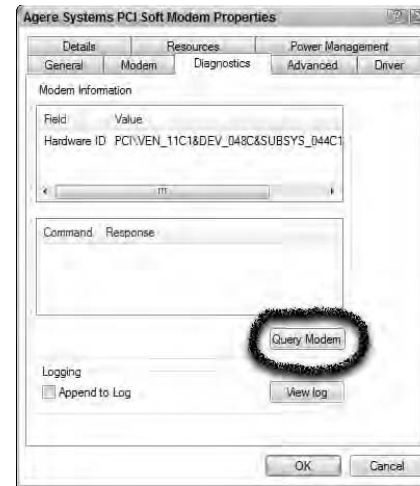 Agere Systems PCI Soft Modem Properties
Details Resources Power Management
General Modem Diagnostics Advanced Driver
Modem Information
Field Value
Hardware ID PCI\VEN_11C1&DEV_048C&SUBSYS_044C1
Command Response
Query Modem
Logging
Append to Log View log
OK Cancel